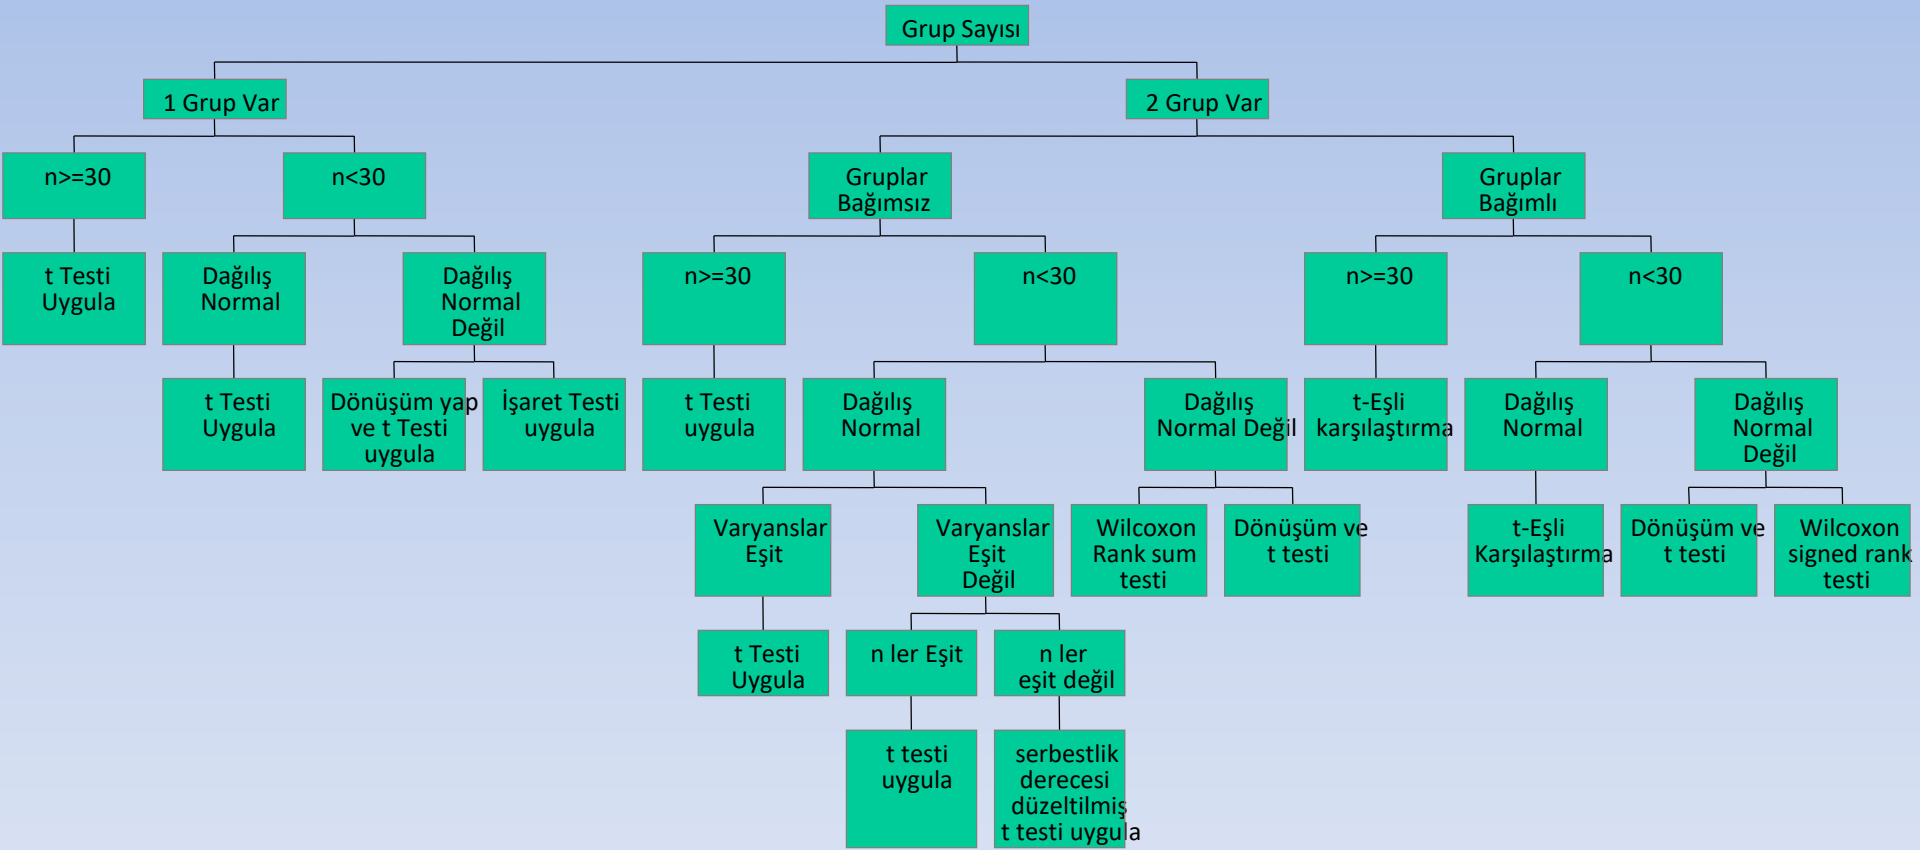 Grup Sayısı
1 Grup Var
2 Grup Var
n>=30
n<30
Gruplar
Bağımsız
Gruplar
Bağımlı
t Testi
Uygula
Dağılış
Normal
Dağılış
Normal
Değil
n>=30
n<30
n>=30
n<30
t Testi
Uygula
Dönüşüm yap
ve t Testi
uygula
İşaret Testi
uygula
t Testi
uygula
Dağılış
Normal
Dağılış
Normal Değil
t-Eşli
karşılaştırma
Dağılış
Normal
Dağılış
Normal
Değil
Varyanslar
Eşit
Varyanslar
Eşit
Değil
Wilcoxon
Rank sum
testi
Dönüşüm ve
t testi
t-Eşli
Karşılaştırma
Dönüşüm ve
t testi
Wilcoxon
signed rank
testi
t Testi
Uygula
n ler Eşit
n ler
eşit değil
t testi
uygula
serbestlik
derecesi
düzeltilmiş
t testi uygula